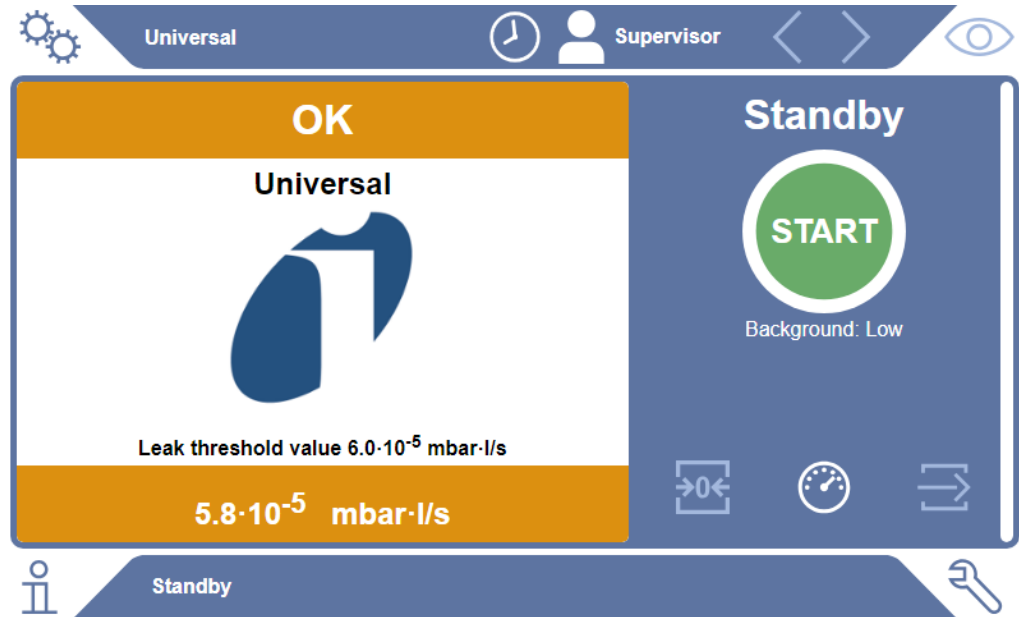 Universal
Supervisor
OK
Universal
Leak threshold value 6.0·10⁻⁵ mbar·l/s
5.8·10⁻⁵ mbar·l/s
Standby
START
Background: Low
→0←
Standby